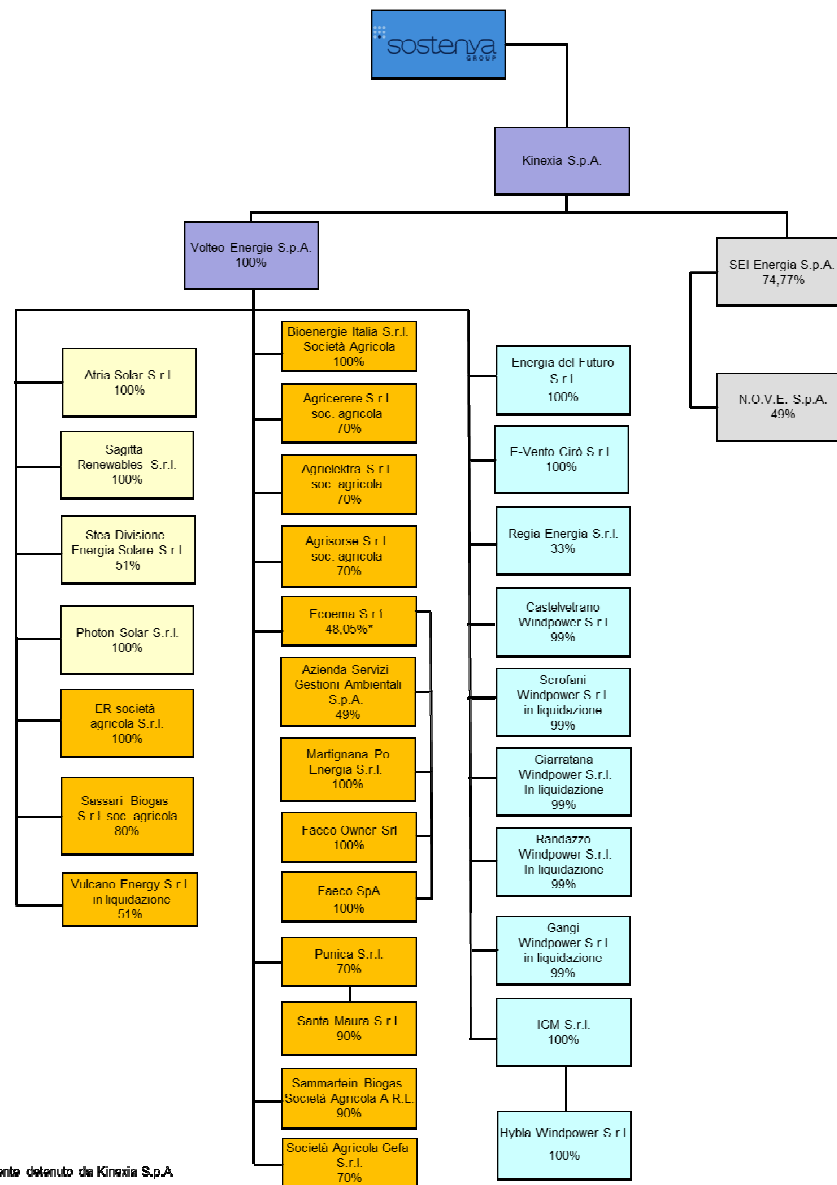 sostenya
GROUP
Kinexia S.p.A.
Volteo Energie S.p.A.
100%
SEI Energia S.p.A.
74,77%
N.O.V.E. S.p.A.
49%
Atria Solar S.r.l.
100%
Sagitta
Renewables S.r.l.
100%
Stea Divisione
Energia Solare S.r.l.
51%
Photon Solar S.r.l.
100%
ER società
agricola S.r.l.
100%
Sassari Biogas
S.r.l. soc. agricola
80%
Vulcano Energy S.r.l.
in liquidazione
51%
Bioenergie Italia S.r.l.
Società Agricola
100%
Agricerere S.r.l.
soc. agricola
70%
Agrielektra S.r.l.
soc. agricola
70%
Agrisorse S.r.l.
soc. agricola
70%
Ecoema S.r.l.
48,05%*
Azienda Servizi
Gestioni Ambientali
S.p.A.
49%
Martignana Po
Energia S.r.l.
100%
Faeco Owner Srl
100%
Faeco SpA
100%
Punica S.r.l.
70%
Santa Maura S.r.l.
90%
Sammartein Biogas
Società Agricola A R.L.
90%
Società Agricola Gefa
S.r.l.
70%
Energia del Futuro
S.r.l.
100%
E-Vento Cirò S.r.l.
100%
Regia Energia S.r.l.
33%
Castelvetrano
Windpower S.r.l.
99%
Scrofani
Windpower S.r.l.
in liquidazione
99%
Giarratana
Windpower S.r.l.
In liquidazione
99%
Randazzo
Windpower S.r.l.
In liquidazione
99%
Gangi
Windpower S.r.l.
in liquidazione
99%
ICM S.r.l.
100%
Hybla Windpower S.r.l.
100%
detenuto da Kinexia S.p.A.